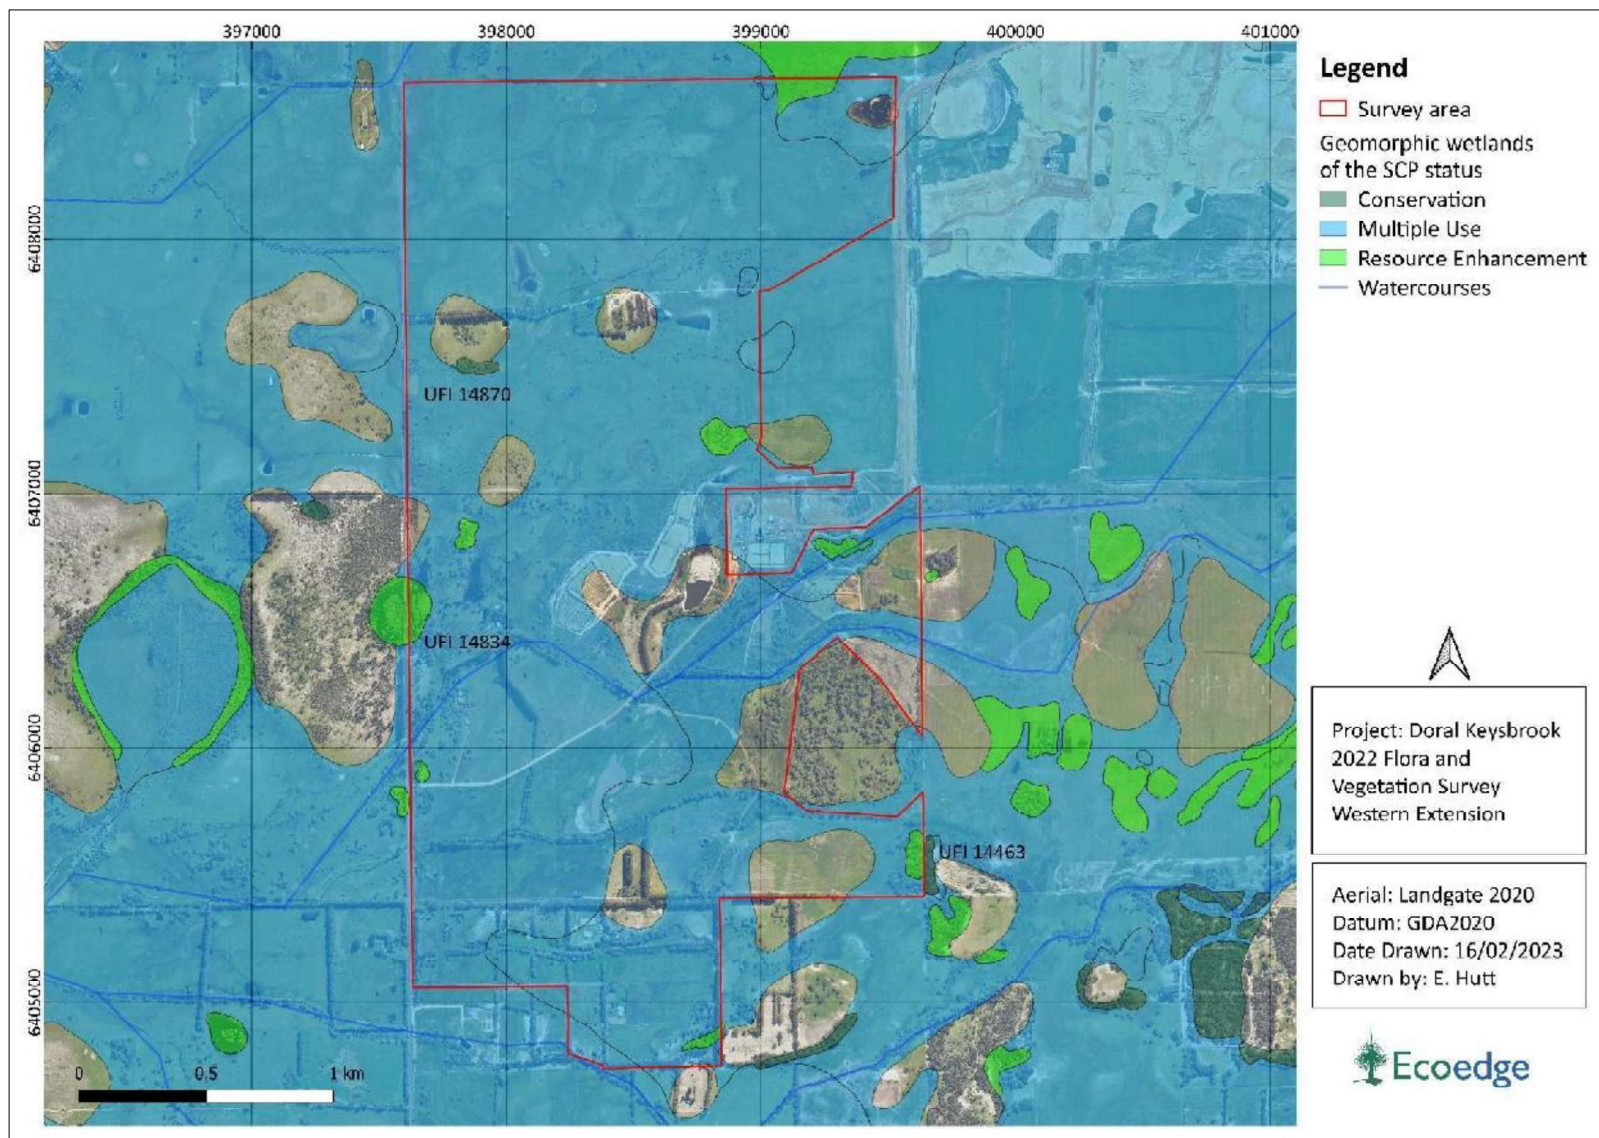 397000
398000
399000
400000
401000
6408000
6407000
6406000
6405000
UFI 14870
UFI 14834
UFI 14463
0
0.5
1 km
Legend
Survey area
Geomorphic wetlands
of the SCP status
Conservation
Multiple Use
Resource Enhancement
Watercourses
Project: Doral Keysbrook
2022 Flora and
Vegetation Survey
Western Extension
Aerial: Landgate 2020
Datum: GDA2020
Date Drawn: 16/02/2023
Drawn by: E. Hutt
Ecoedge